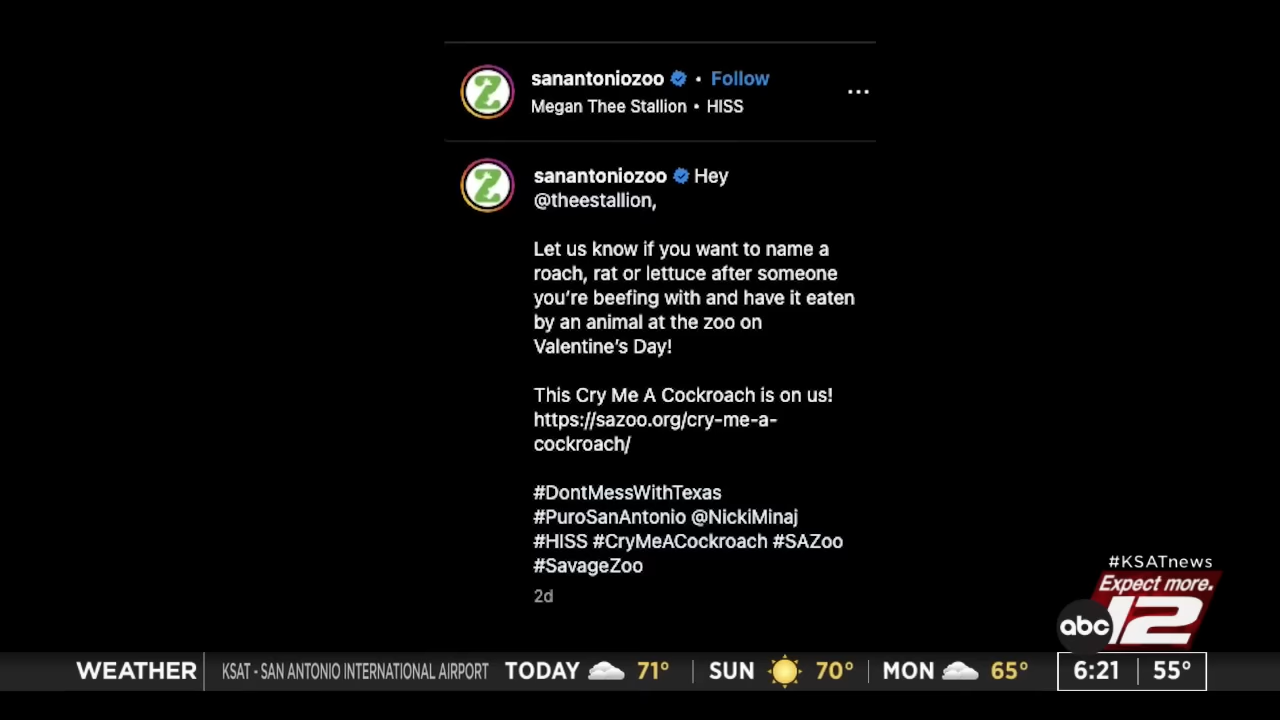 sanantoniozoo • Follow
Megan Thee Stallion • HISS
...
sanantoniozoo Hey
@theestallion,
Let us know if you want to name a
roach, rat or lettuce after someone
you're beefing with and have it eaten
by an animal at the zoo on
Valentine's Day!
This Cry Me A Cockroach is on us!
https://sazoo.org/cry-me-a-
cockroach/
#DontMessWithTexas
#PuroSanAntonio @NickiMinaj
#HISS #CryMeACockroach #SAZoo
#SavageZoo
2d
#KSATnews
Expect more.
abc 12
WEATHER KSAT - SAN ANTONIO INTERNATIONAL AIRPORT TODAY 71° SUN 70° MON 65° 6:21 55°